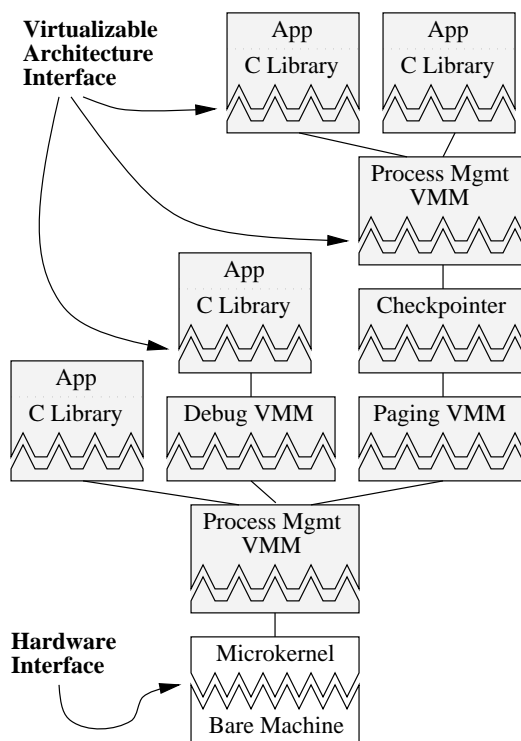 Virtualizable
Architecture
Interface
App
C Library
App
C Library
Process Mgmt
VMM
App
C Library
Checkpointer
App
C Library
Debug VMM
Paging VMM
Process Mgmt
VMM
Hardware
Interface
Microkernel
Bare Machine